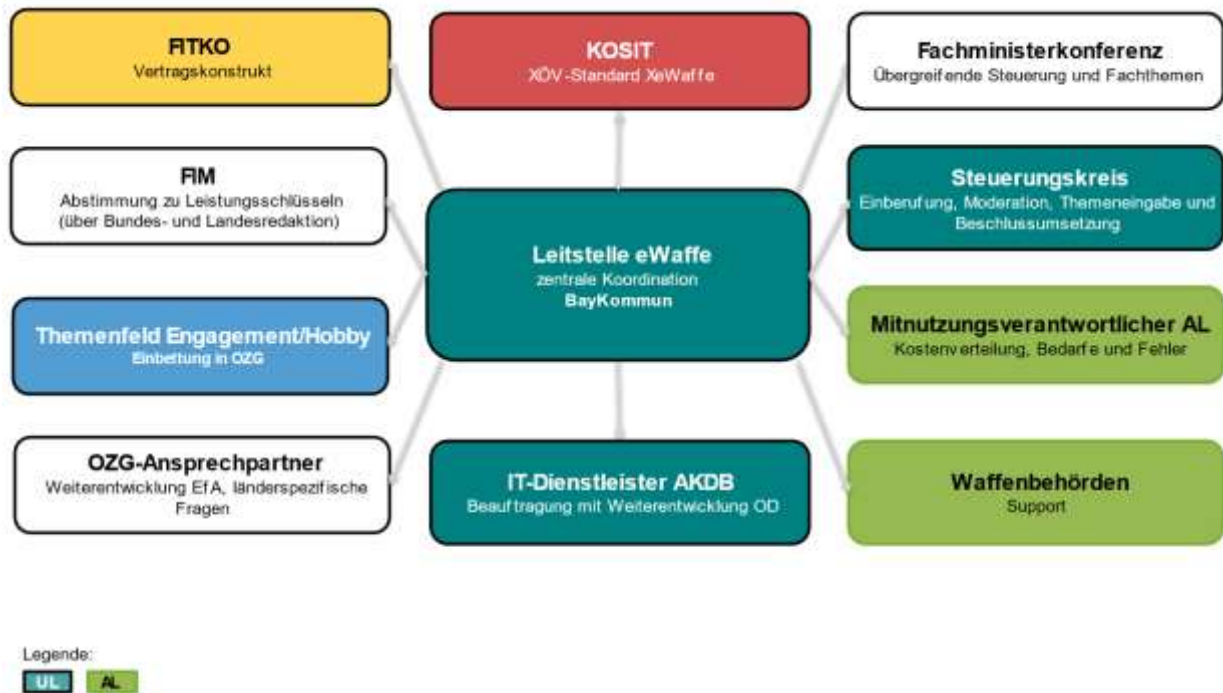 FITKO
Vertragskonstrukt
KOSIT
XÖV-Standard XeWaffe
Fachministerkonferenz
Übergreifende Steuerung und Fachthemen
FIM
Abstimmung zu Leistungsschlüsseln
(über Bundes- und Landesredaktion)
Leitstelle eWaffe
zentrale Koordination
BayKommun
Steuerungskreis
Einberufung, Moderation, Themeneingabe und
Beschlussumsetzung
Themenfeld Engagement/Hobby
Einbettung in OZG
Mitnutzungsverantwortlicher AL
Kostenverteilung, Bedarfe und Fehler
OZG-Ansprechpartner
Weiterentwicklung EfA, länderspezifische
Fragen
IT-Dienstleister AKDB
Beauftragung mit Weiterentwicklung OD
Waffenbehörden
Support
Legende:
UL AL